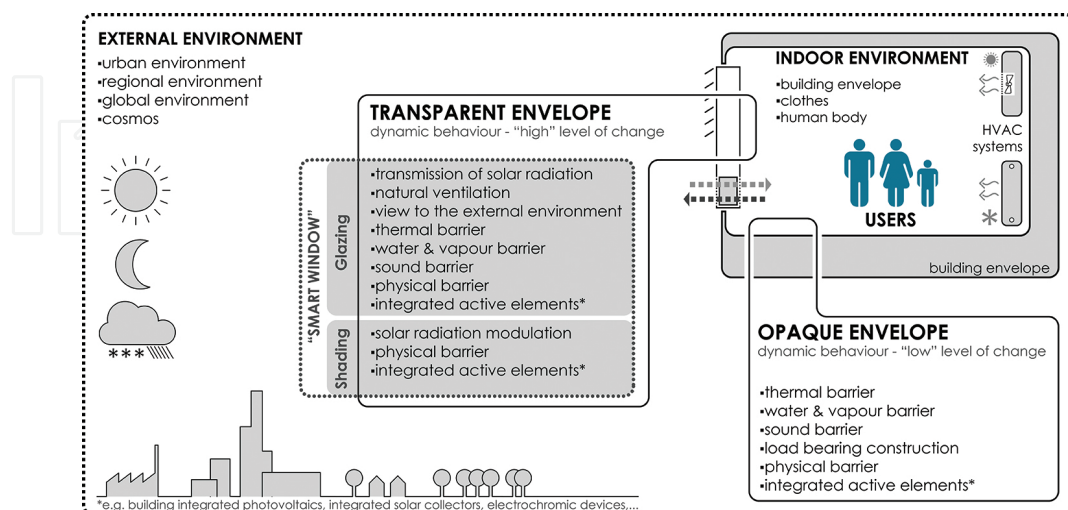 EXTERNAL ENVIRONMENT
▪urban environment
▪regional environment
▪global environment
▪cosmos
TRANSPARENT ENVELOPE
dynamic behaviour - “high” level of change
“SMART WINDOW”
Glazing
▪transmission of solar radiation
▪natural ventilation
▪view to the external environment
▪thermal barrier
▪water & vapour barrier
▪sound barrier
▪physical barrier
▪integrated active elements*
Shading
▪solar radiation modulation
▪physical barrier
▪integrated active elements*
INDOOR ENVIRONMENT
▪building envelope
▪clothes
▪human body
HVAC
systems
USERS
building envelope
OPAQUE ENVELOPE
dynamic behaviour - “low” level of change
▪thermal barrier
▪water & vapour barrier
▪sound barrier
▪load bearing construction
▪physical barrier
▪integrated active elements*
*e.g. building integrated photovoltaics, integrated solar collectors, electrochromic devices,...